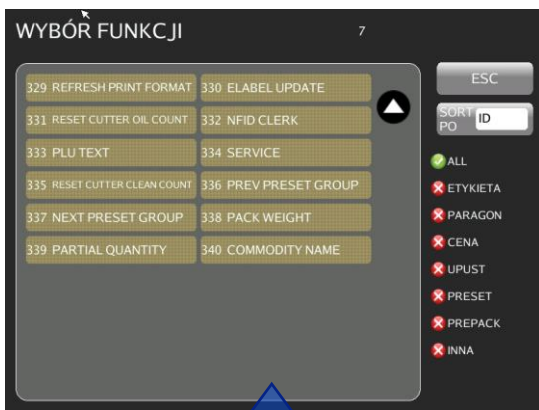 WYBÓR FUNKCJI 7
329 REFRESH PRINT FORMAT 330 ELABEL UPDATE
331 RESET CUTTER OIL COUNT 332 NFID CLERK
333 PLU TEXT 334 SERVICE
335 RESET CUTTER CLEAN COUNT 336 PREV PRESET GROUP
337 NEXT PRESET GROUP 338 PACK WEIGHT
339 PARTIAL QUANTITY 340 COMMODITY NAME
ESC
SORT PO ID
ALL
ETYKIETA
PARAGON
CENA
UPUST
PRESET
PREPACK
INNA